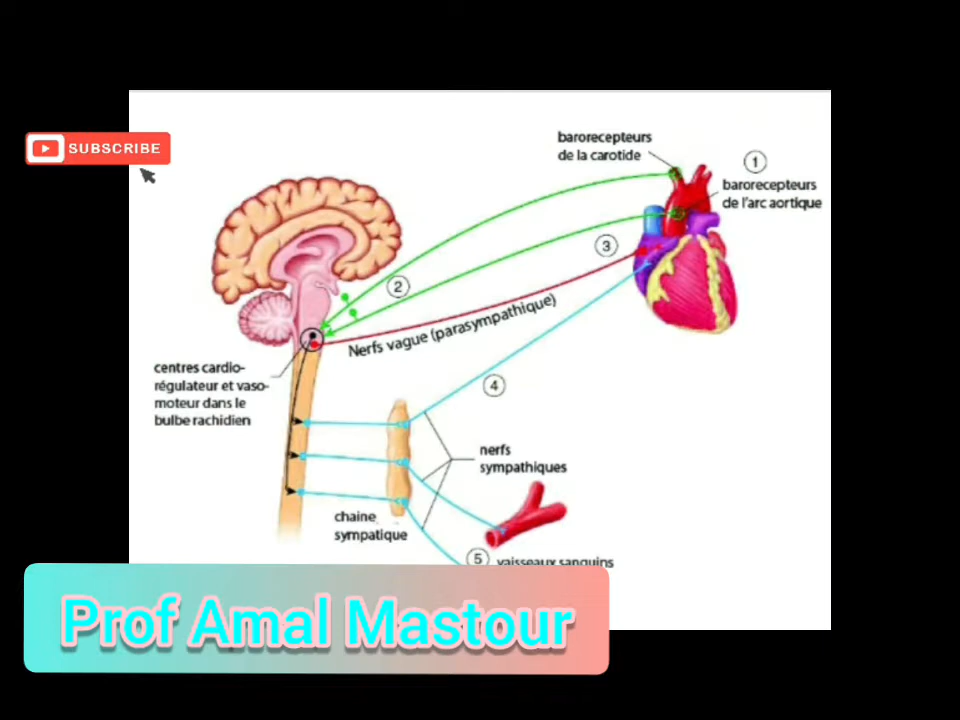 SUBSCRIBE
barorecepteurs
de la carotide
1
barorecepteurs
de l'arc aortique
3
2
Nerfs vague (parasympathique)
centres cardio-
régulateur et vaso-
moteur dans le
bulbe rachidien
4
nerfs
sympathiques
chaine
sympatique
5
vaisseaux sanguins
Prof Amal Mastour